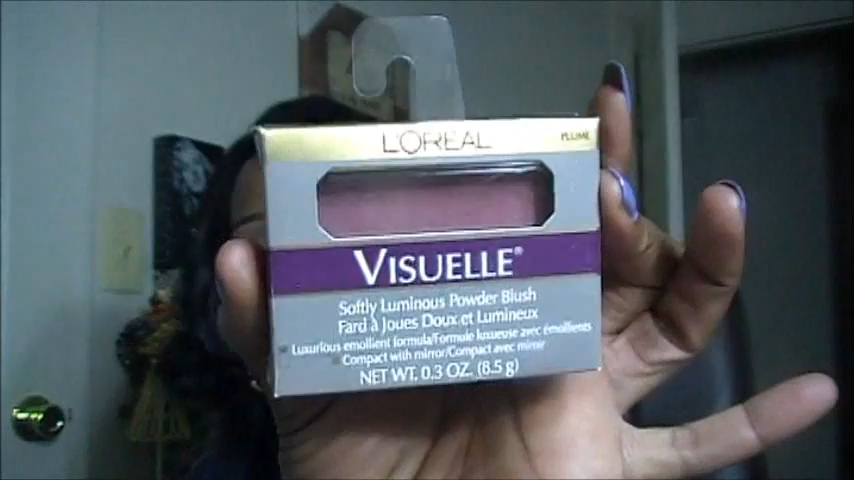 L'ORÉAL
PLUME
VISUELLE®
Softly Luminous Powder Blush
Fard à Joues Doux et Lumineux
Luxurious emollient formula/Formule luxueuse avec émollients
Compact with mirror/Compact avec miroir
NET WT. 0.3 OZ. (8.5 g)